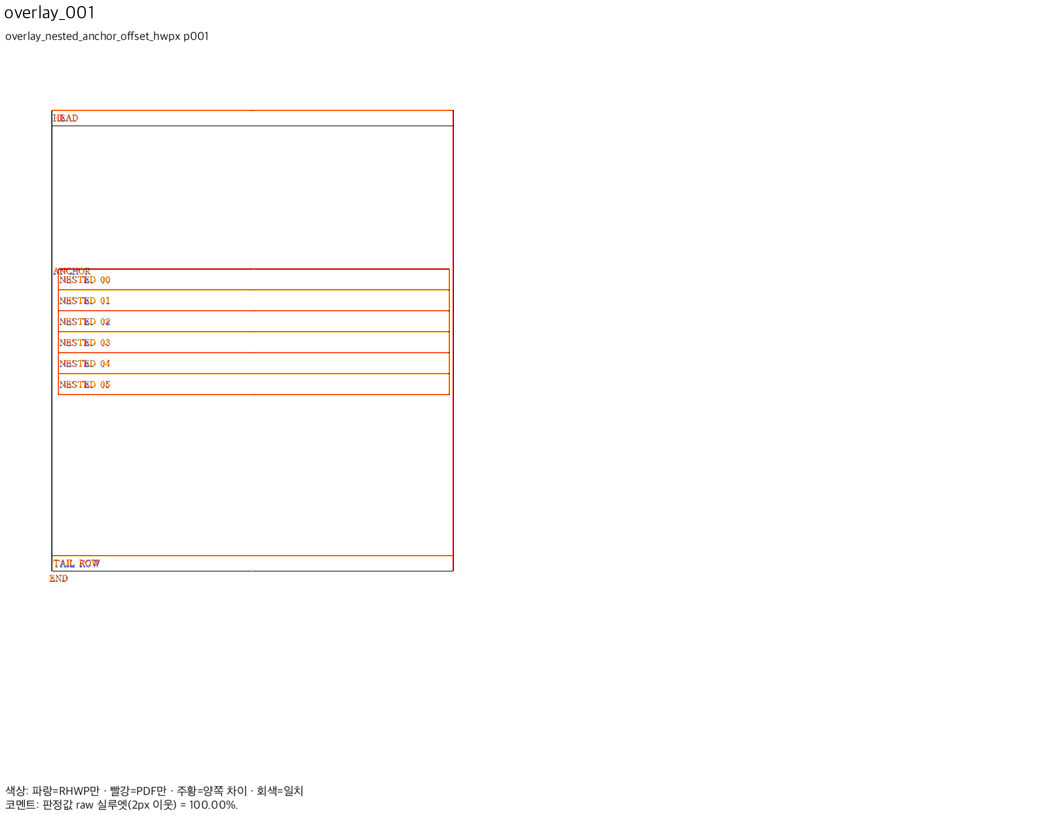 overlay_001
overlay_nested_anchor_offset_hwpx p001
HEAD
ANCHOR
NESTED 00
NESTED 01
NESTED 02
NESTED 03
NESTED 04
NESTED 05
TAIL ROW
END
색상: 파랑=RHWP만 · 빨강=PDF만 · 주황=양쪽 차이 · 회색=일치
코멘트: 판정값 raw 실루엣(2px 이웃) = 100.00%.